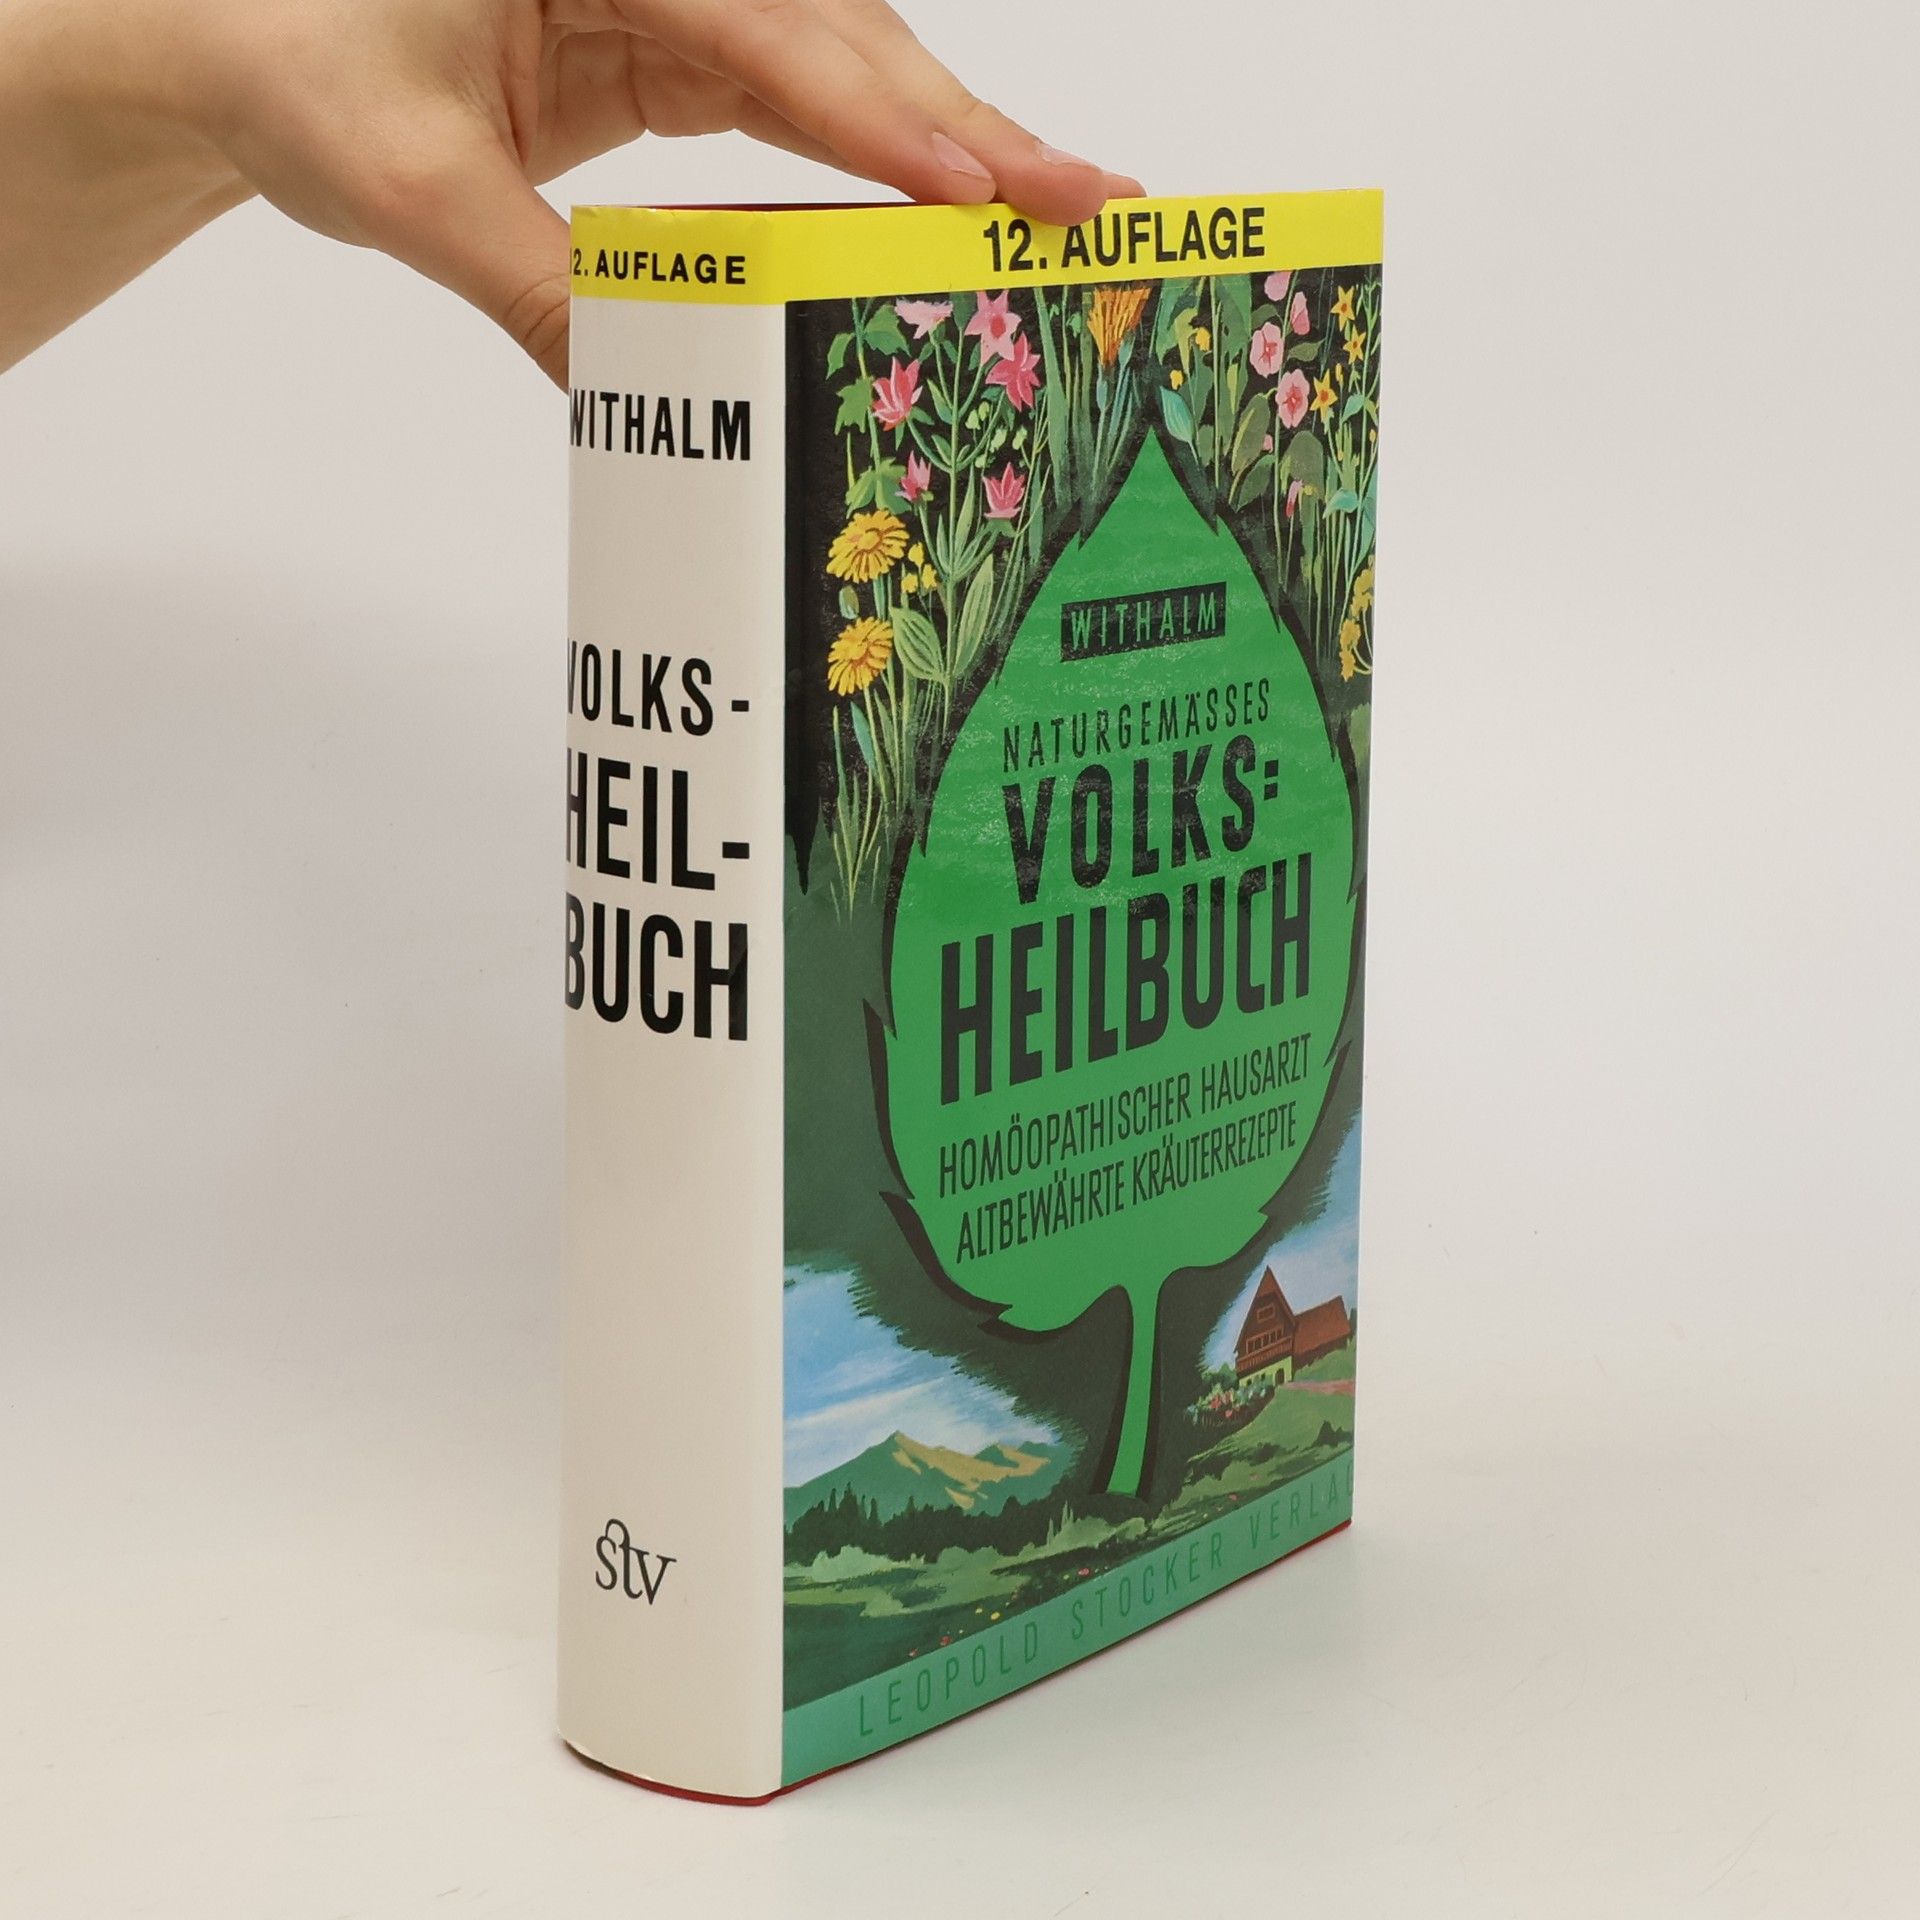 12. AUFLAGE
WITHALM
VOLKS-
HEIL-
BUCH
stv
12. AUFLAGE
WITHALM
NATURGEMÄSSES
VOLKS=
HEILBUCH
HOMÖOPATHISCHER HAUSARZT
ALTBEWÄHRTE KRÄUTERREZEPTE
LEOPOLD STOCKER VERLAG